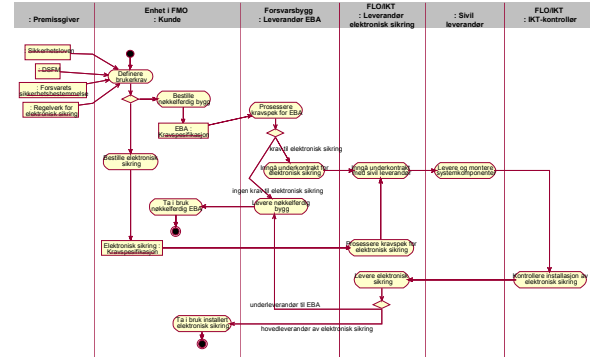 : Premissgiver
Enhet i FMO
: Kunde
Forsvarsbygg
: Leverandør EBA
FLO/IKT
: Leverandør
elektronisk sikring
: Sivil
leverandør
FLO/IKT
: IKT-kontrollør
: Sikkerhetsloven
: DSFM
: Forsvarets
sikkerhetsbestemmelse
: Regelverk for
elektronisk sikring
Definere
brukerkrav
Bestille
nøkkelferdig bygg
EBA :
Kravspesifikasjon
Prosessere
kravspek for EBA
krav til elektronisk sikring
Bestille elektronisk
sikring
Inngå underkontrakt for
elektronisk sikring
Inngå underkontrakt
med sivil leverandør
Levere og montere
systemkomponenter
ingen krav til elektronisk sikring
Ta i bruk
nøkkelferdig EBA
Levere nøkkelferdig
bygg
Elektronisk sikring :
Kravspesifikasjon
Prosessere kravspek for
elektronisk sikring
Levere elektronisk
sikring
Kontrollere installasjon av
elektronisk sikring
underleverandør til EBA
Ta i bruk installert
elektronisk sikring
hovedleverandør av elektronisk sikring